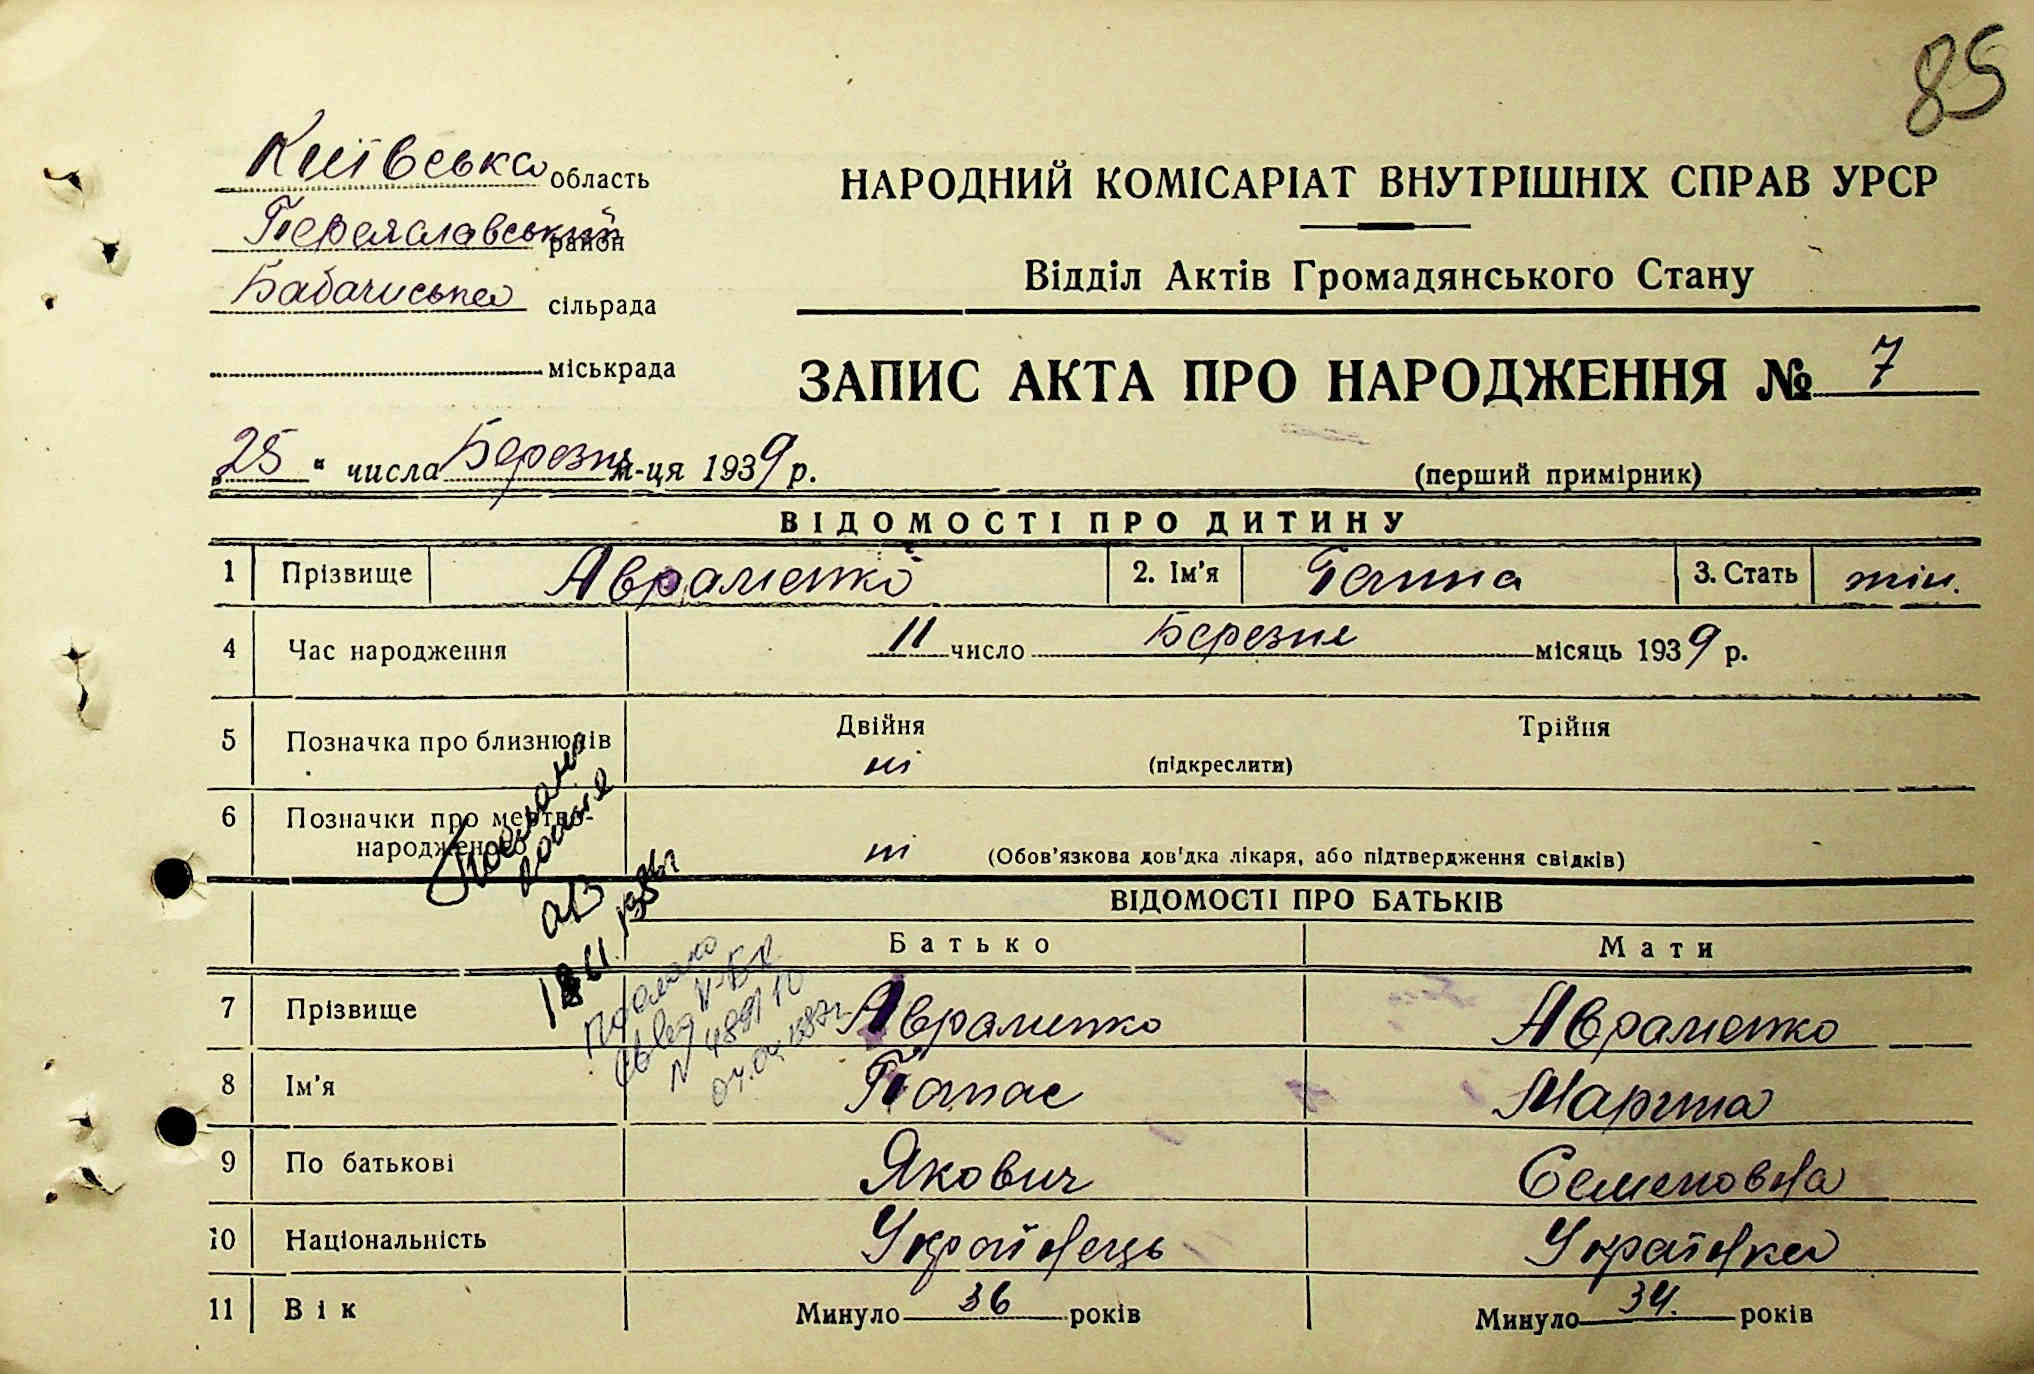 85
Київська область
Переяславський район
Бабачиська сільрада
міськрада
НАРОДНИЙ КОМІСАРІАТ ВНУТРІШНІХ СПРАВ УРСР
Відділ Актів Громадянського Стану
ЗАПИС АКТА ПРО НАРОДЖЕННЯ № 7
„25" числа Березня м-ця 1939 р.
(перший примірник)
ВІДОМОСТІ ПРО ДИТИНУ
1 Прізвище Авраменко 2. Ім'я Ганна 3. Стать жін.
4 Час народження 11 число Березня місяць 1939 р.
5 Позначка про близнюків Двійня ні (підкреслити) Трійня
6 Позначки про мертво-
народженого ні (Обов'язкова дов'дка лікаря, або підтвердження свідків)
ВІДОМОСТІ ПРО БАТЬКІВ
Батько Мати
7 Прізвище Авраменко Авраменко
8 Ім'я Панас Марина
9 По батькові Якович Семеновна
10 Національність Українець Українка
11 Вік Минуло 36 років Минуло 34. років